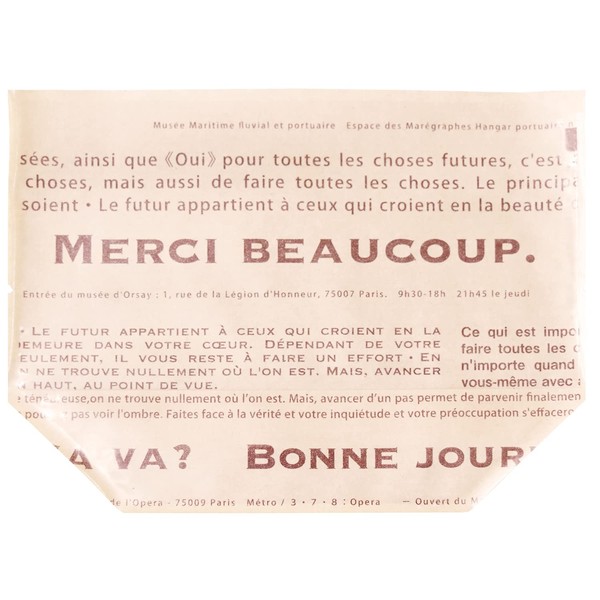 Musée Maritime fluvial et portuaire Espace des Marégraphes Hangar portuai
sées, ainsi que《Oui》pour toutes les choses futures, c'est
choses, mais aussi de faire toutes les choses. Le princip
soient • Le futur appartient à ceux qui croient en la beauté
MERCI BEAUCOUP.
Entrée du musée d'Orsay : 1, rue de la Légion d'Honneur, 75007 Paris. 9h30-18h 21h45 le jeudi
• LE FUTUR APPARTIENT À CEUX QUI CROIENT EN LA
DEMEURE DANS VOTRE CŒUR. DÉPENDANT DE VOTRE
EULEMENT, IL VOUS RESTE À FAIRE UN EFFORT • EN
N NE TROUVE NULLEMENT OÙ L'ON EST. MAIS, AVANCER
N HAUT, AU POINT DE VUE.
Ce qui est impo
faire toutes les c
n'importe quand
vous-même avec
ténébreuse,on ne trouve nullement où l'on est. Mais, avancer d'un pas permet de parvenir finalemen
pas voir l'ombre. Faites face à la vérité et votre inquiétude et votre préoccupation s'effacero
ÇA VA? BONNE JOUR
de l'Opera - 75009 Paris Métro / 3・7・8 : Opera — Ouvert du M